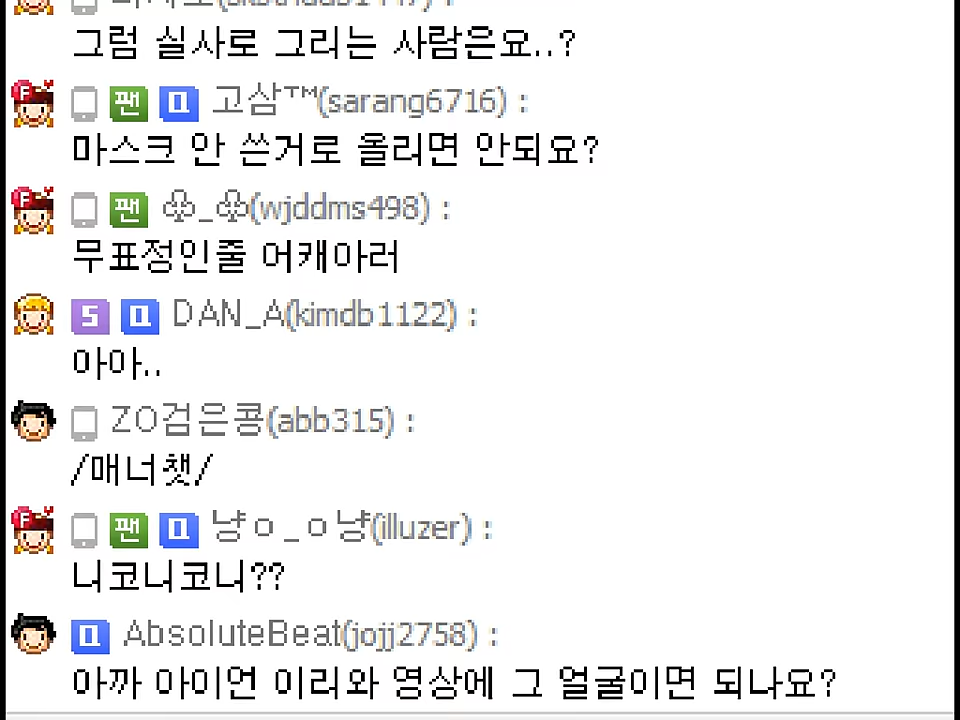 그럼 실사로 그리는 사람은요..?
F 팬 Q 고삼™(sarang6716) :
마스크 안 쓴거로 올리면 안되요?
F 팬 ♧_♧(wjddms498) :
무표정인줄 어캐아러
S Q DAN_A(kimdb1122) :
아아..
ZO검은콩(abb315) :
/매너챗/
F 팬 Q 냥ㅇ_ㅇ냥(illuzer) :
니코니코니??
Q AbsoluteBeat(jojj2758) :
아까 아이언 이리와 영상에 그 얼굴이면 되나요?